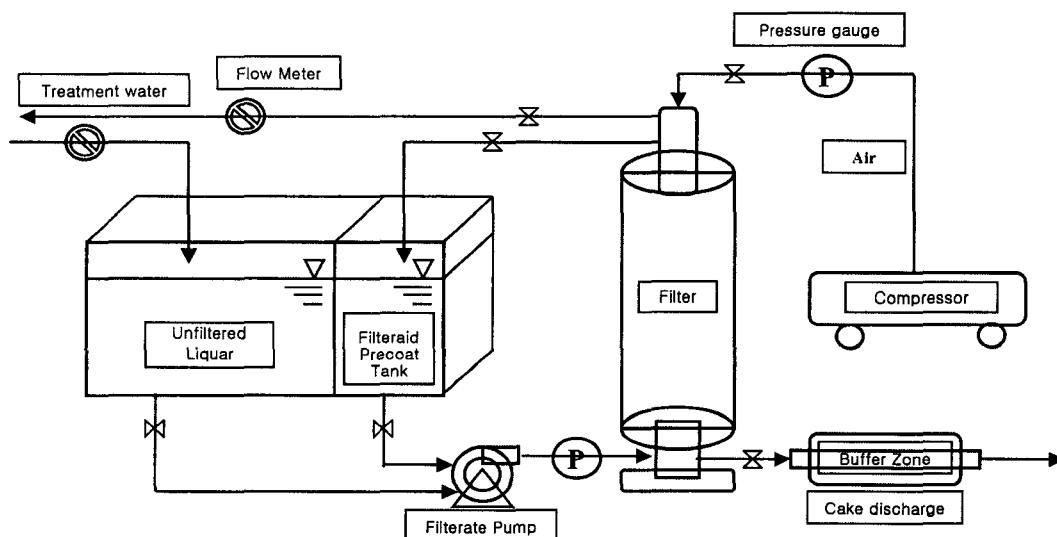 Pressure gauge
Flow Meter
Treatment water
P
Air
Filter
Compressor
Unfiltered
Liquar
Filteraid
Precoat
Tank
P
Buffer Zone
Filterate Pump
Cake discharge